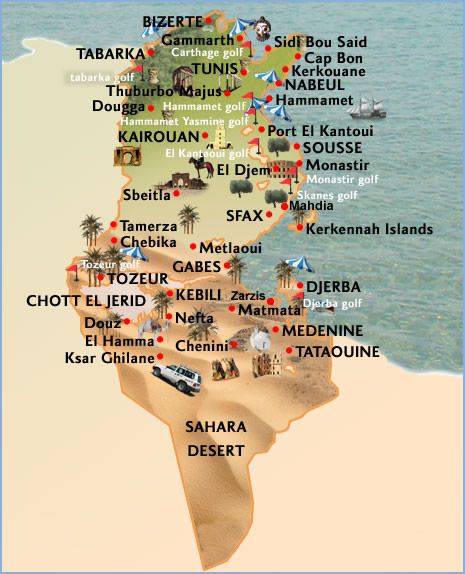 BIZERTE
Gammarth
Sidi Bou Said
TABARKA
Carthage golf
Cap Bon
tabarka golf
TUNIS
Kerkouane
Thuburbo Majus
NABEUL
Dougga
Hammamet golf
Hammamet
Hammamet Yasmine golf
KAIROUAN
Port El Kantoui
El Kantaoui golf
SOUSSE
El Djem
Monastir
Monastir golf
Sbeitla
Skanes golf
Mahdia
SFAX
Tamerza
Kerkennah Islands
Chebika
Metlaoui
Tozeur golf
GABES
TOZEUR
DJERBA
CHOTT EL JERID
KEBILI
Zarzis
Djerba golf
Matmata
Douz
Nefta
MEDENINE
El Hamma
Chenini
TATAOUINE
Ksar Ghilane
SAHARA
DESERT